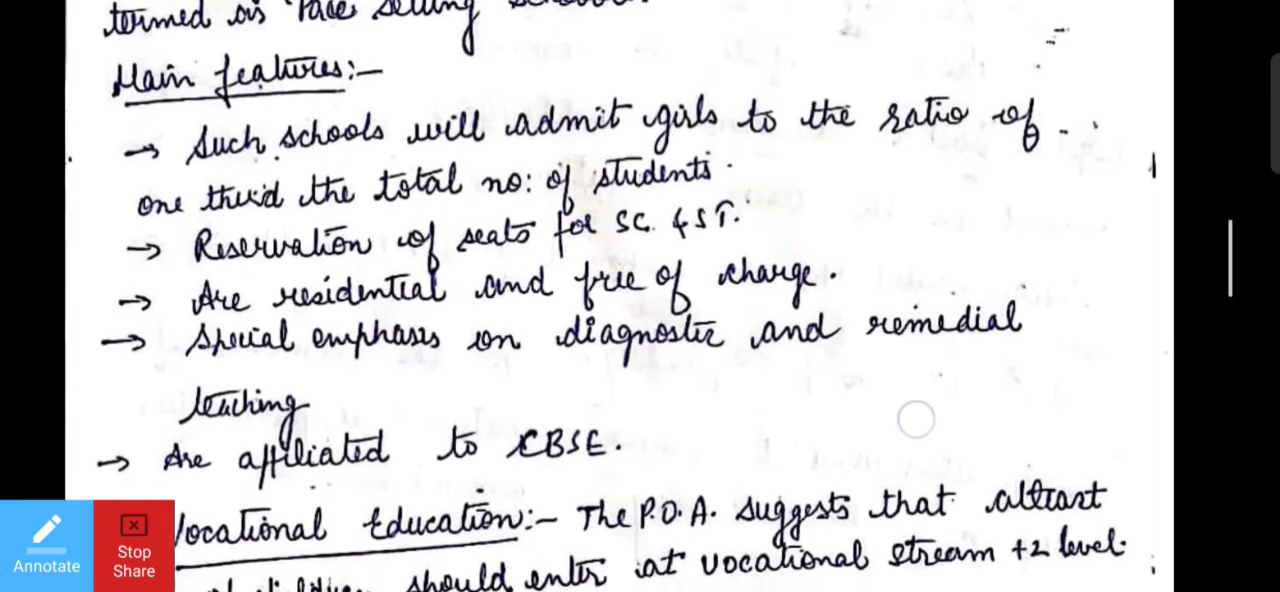 termed as Pace setting
Main features:-
→ Such schools will admit girls to the ratio of
one third the total no: of students.
→ Reservation of seats for SC. & ST.
→ Are residential and free of charge.
→ Special emphasis on diagnostic and remedial
teaching
→ Are affiliated to CBSE.
Vocational Education:- The P.O.A. suggests that attract
should enter at vocational stream +2 level.
Annotate
Stop
Share